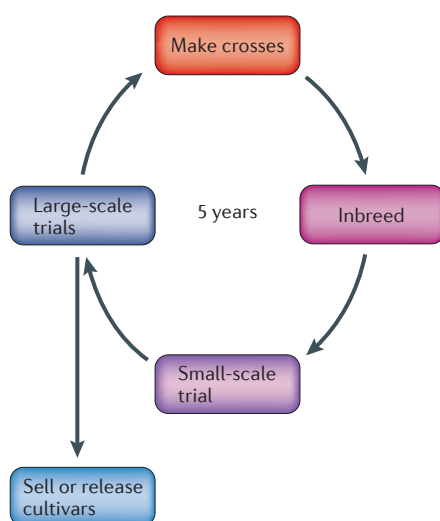 Make crosses
Large-scale
trials
5 years
Inbreed
Small-scale
trial
Sell or release
cultivars